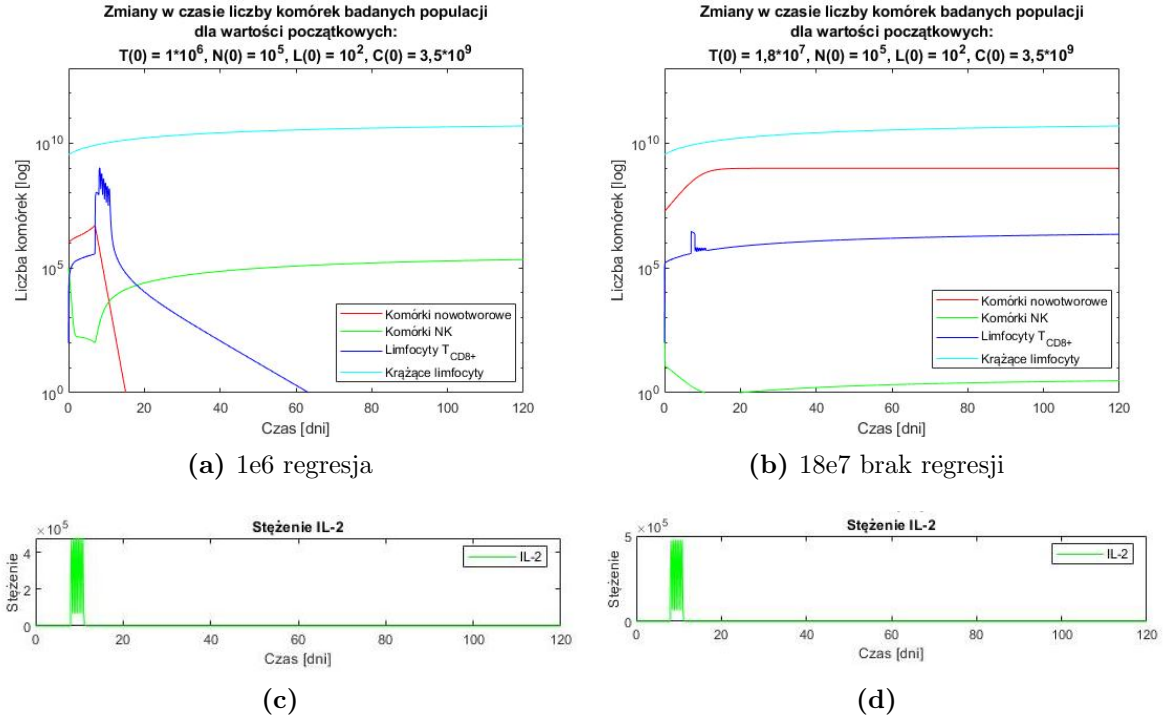 Zmiany w czasie liczby komórek badanych populacji
dla wartości początkowych:
T(0) = 1*10^6, N(0) = 10^5, L(0) = 10^2, C(0) = 3,5*10^9
Liczba komórek [log]
10^10
10^5
10^0
0 20 40 60 80 100 120
Czas [dni]
Komórki nowotworowe
Komórki NK
Limfocyty T_CD8+
Krążące limfocyty
(a) 1e6 regresja
Zmiany w czasie liczby komórek badanych populacji
dla wartości początkowych:
T(0) = 1,8*10^7, N(0) = 10^5, L(0) = 10^2, C(0) = 3,5*10^9
Liczba komórek [log]
10^10
10^5
10^0
0 20 40 60 80 100 120
Czas [dni]
Komórki nowotworowe
Komórki NK
Limfocyty T_CD8+
Krążące limfocyty
(b) 18e7 brak regresji
Stężenie IL-2
×10^5
Stężenie
4
2
0
IL-2
0 20 40 60 80 100 120
Czas [dni]
(c)
Stężenie IL-2
×10^5
Stężenie
5
0
IL-2
0 20 40 60 80 100 120
Czas [dni]
(d)